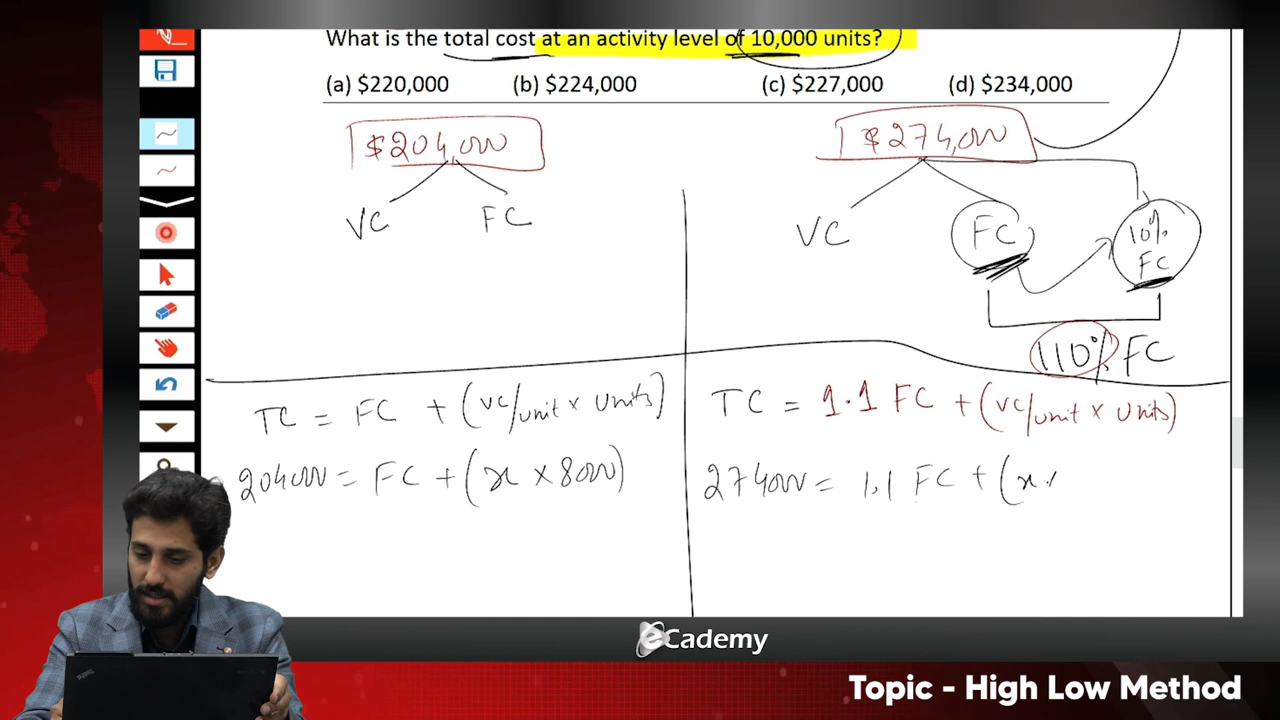 What is the total cost at an activity level of 10,000 units?
(a) $220,000 (b) $224,000 (c) $227,000 (d) $234,000
$204,000 $274,000
VC FC VC FC 10% FC
110% FC
TC = FC + (VC/unit × Units) TC = 1.1 FC + (VC/unit × Units)
204000 = FC + (x × 8000) 274000 = 1.1 FC + (x
eCademy
Topic - High Low Method